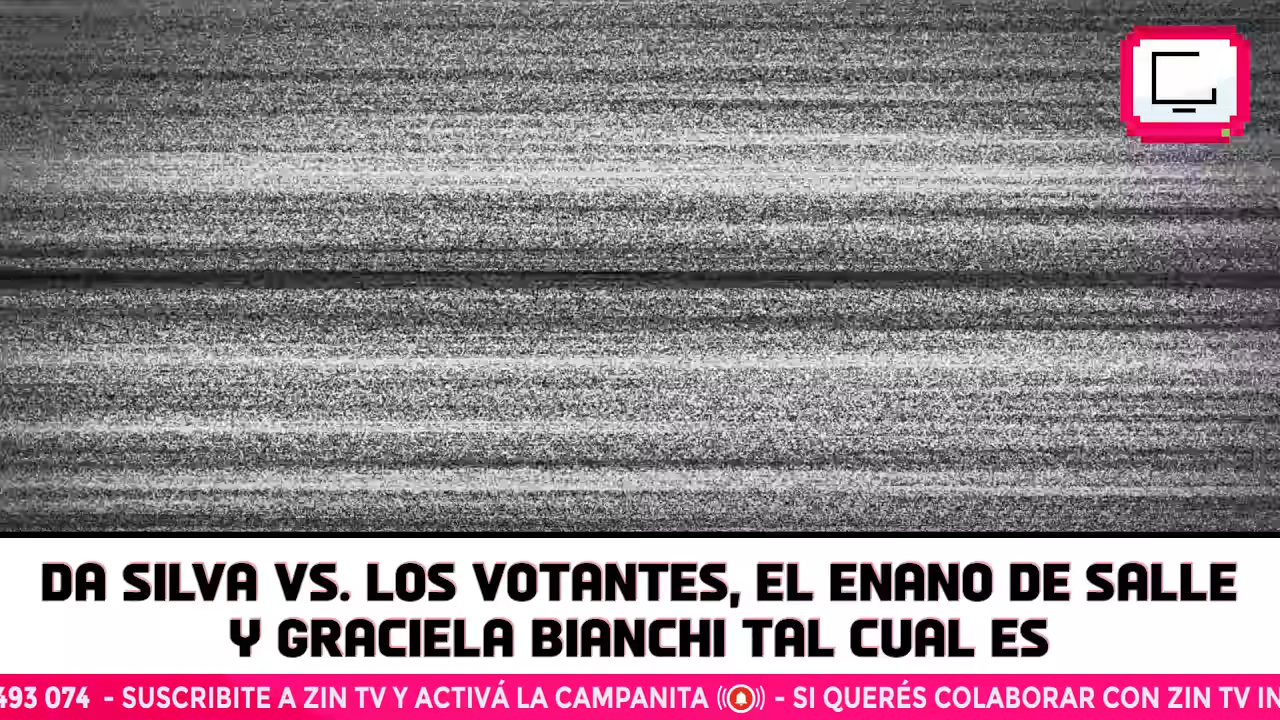 DA SILVA VS. LOS VOTANTES, EL ENANO DE SALLE
Y GRACIELA BIANCHI TAL CUAL ES
493 074 - SUSCRIBITE A ZIN TV Y ACTIVÁ LA CAMPANITA - SI QUERÉS COLABORAR CON ZIN TV IN